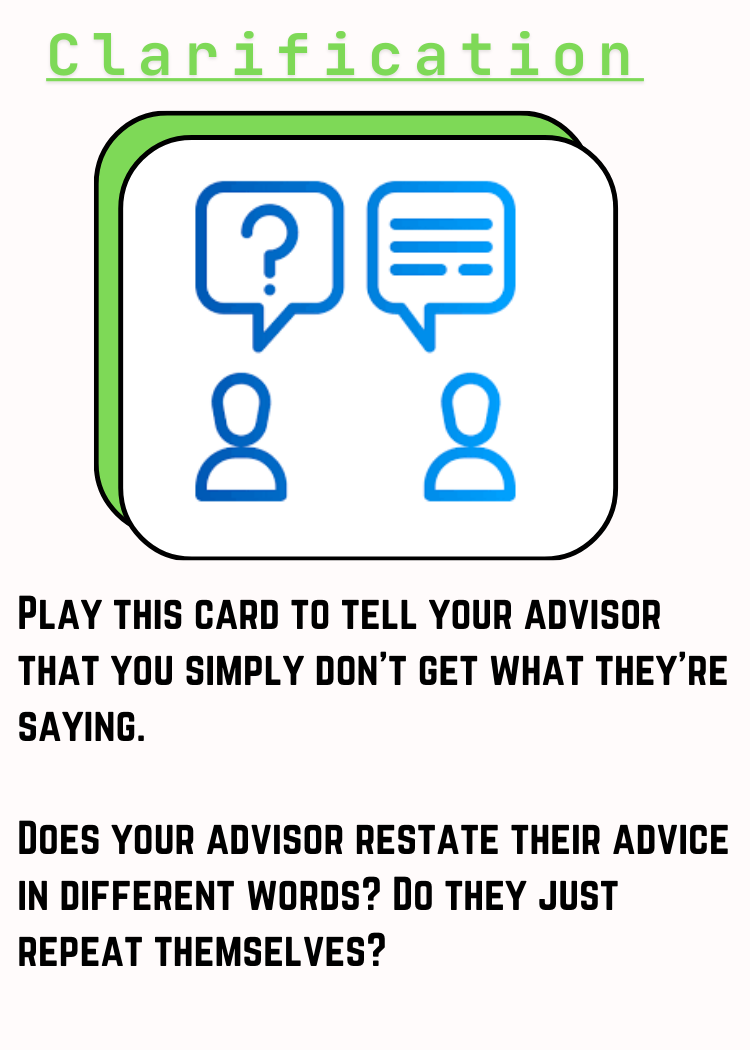 Clarification
?
Play this card to tell your advisor
that you simply don't get what they're
saying.
Does your advisor restate their advice
in different words? Do they just
repeat themselves?